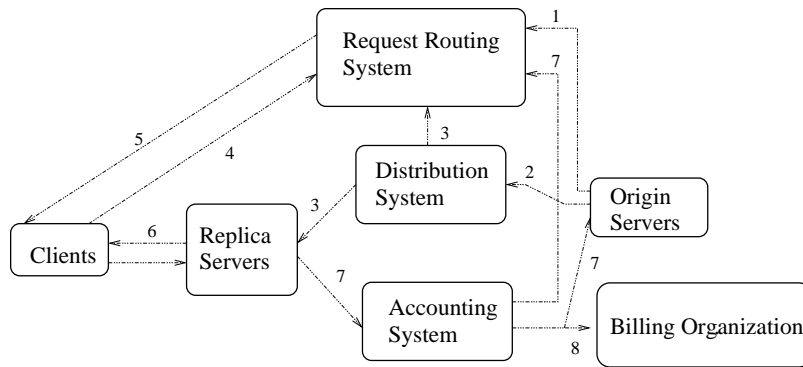 1
Request Routing
System
7
5
4
3
Distribution
System
2
Origin
Servers
3
6
Replica
Servers
Clients
7
7
Accounting
System
Billing Organization
8